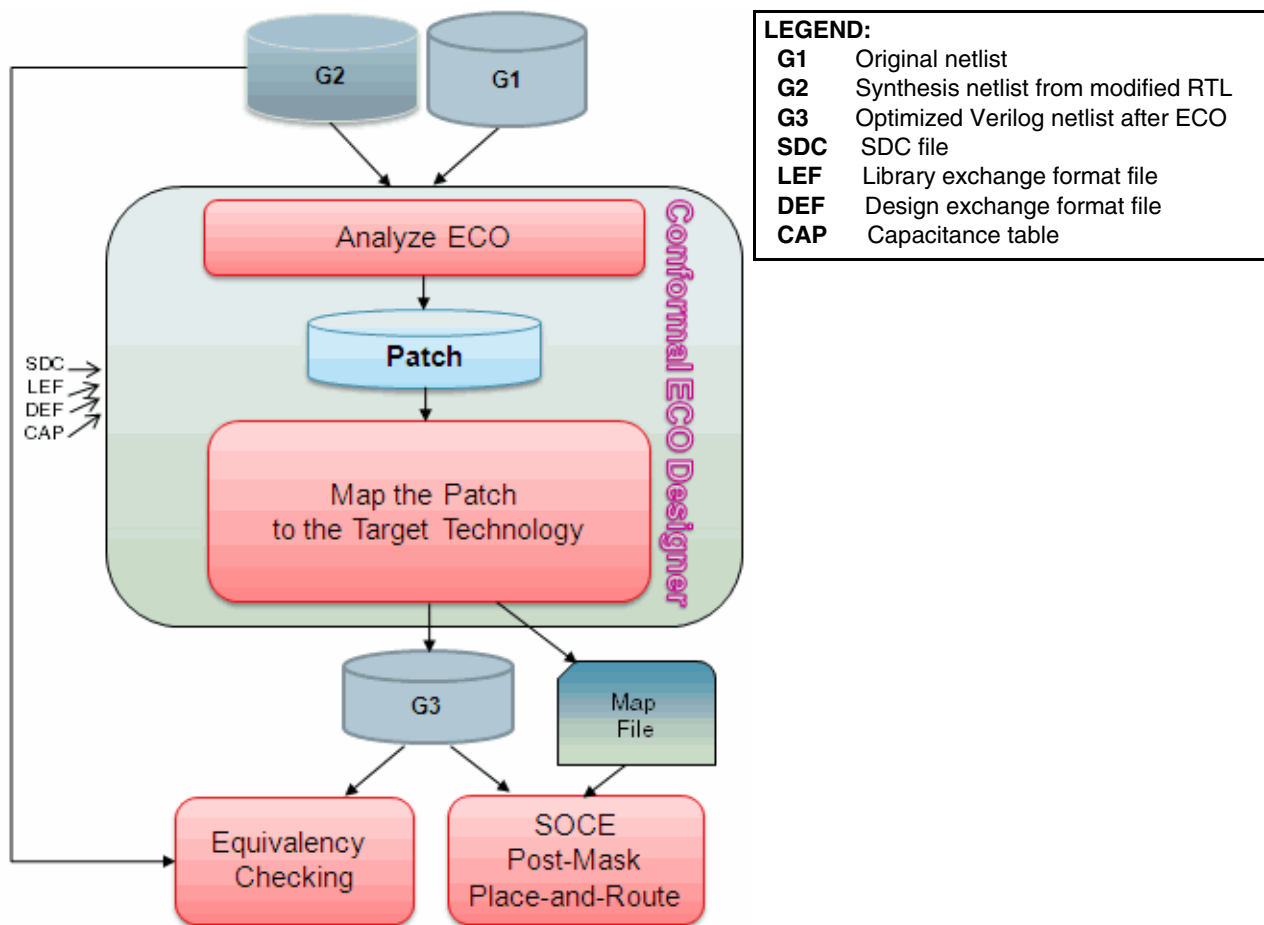 G2
G1
LEGEND:
G1 Original netlist
G2 Synthesis netlist from modified RTL
G3 Optimized Verilog netlist after ECO
SDC SDC file
LEF Library exchange format file
DEF Design exchange format file
CAP Capacitance table
Analyze ECO
Patch
SDC
LEF
DEF
CAP
Map the Patch
to the Target Technology
Conformal ECO Designer
G3
Map
File
Equivalency
Checking
SOCE
Post-Mask
Place-and-Route